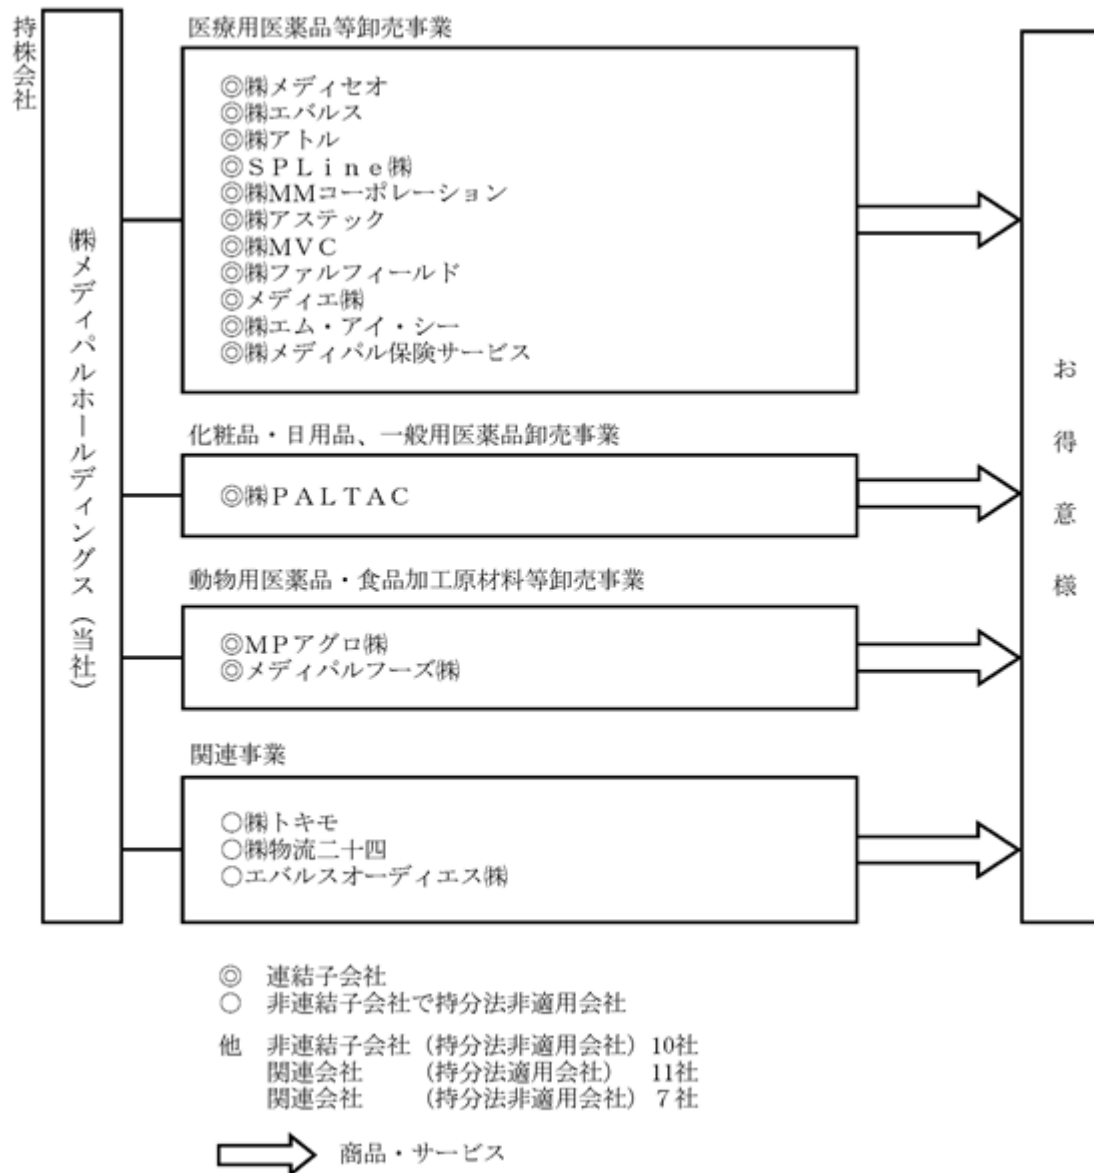 持株会社
㈱メディパルホールディングス（当社）
医療用医薬品等卸売事業
◎㈱メディセオ
◎㈱エバルス
◎㈱アトル
◎ＳＰＬｉｎｅ㈱
◎㈱MMコーポレーション
◎㈱アステック
◎㈱MVC
◎㈱ファルフィールド
◎メディエ㈱
◎㈱エム・アイ・シー
◎㈱メディパル保険サービス
化粧品・日用品、一般用医薬品卸売事業
◎㈱ＰＡＬＴＡＣ
動物用医薬品・食品加工原材料等卸売事業
◎MPアグロ㈱
◎メディパルフーズ㈱
関連事業
○㈱トキモ
○㈱物流二十四
○エバルスオーディエス㈱
お得意様
◎　連結子会社
○　非連結子会社で持分法非適用会社
他　非連結子会社（持分法非適用会社）10社
関連会社　　（持分法適用会社）　11社
関連会社　　（持分法非適用会社）７社
商品・サービス